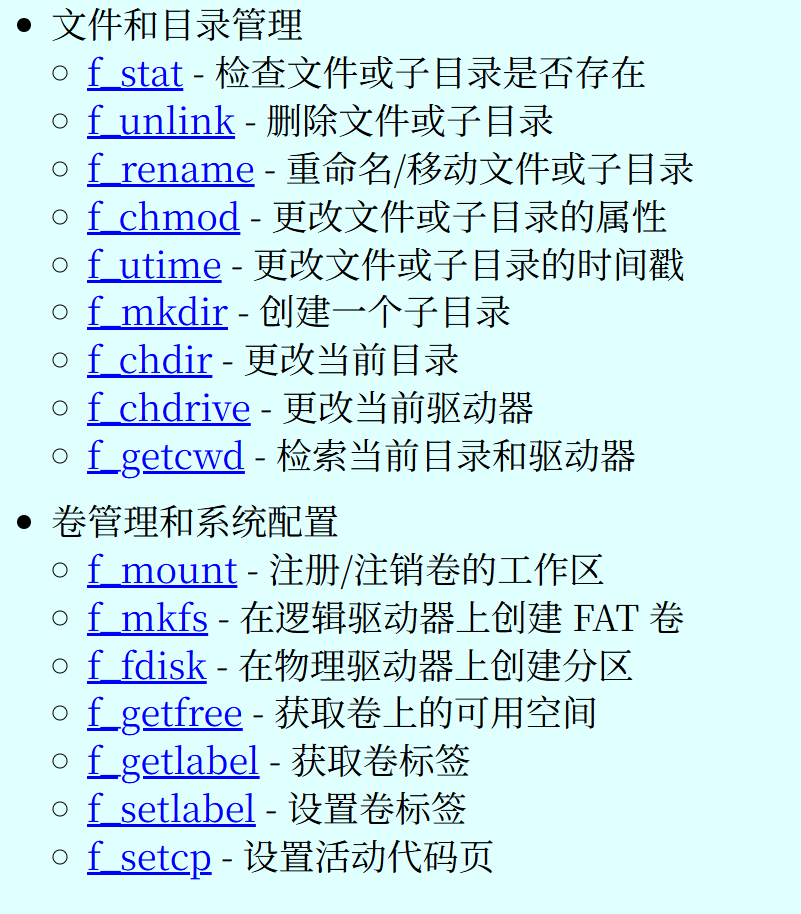 文件和目录管理
f_stat - 检查文件或子目录是否存在
f_unlink - 删除文件或子目录
f_rename - 重命名/移动文件或子目录
f_chmod - 更改文件或子目录的属性
f_utime - 更改文件或子目录的时间戳
f_mkdir - 创建一个子目录
f_chdir - 更改当前目录
f_chdrive - 更改当前驱动器
f_getcwd - 检索当前目录和驱动器
卷管理和系统配置
f_mount - 注册/注销卷的工作区
f_mkfs - 在逻辑驱动器上创建 FAT 卷
f_fdisk - 在物理驱动器上创建分区
f_getfree - 获取卷上的可用空间
f_getlabel - 获取卷标签
f_setlabel - 设置卷标签
f_setcp - 设置活动代码页